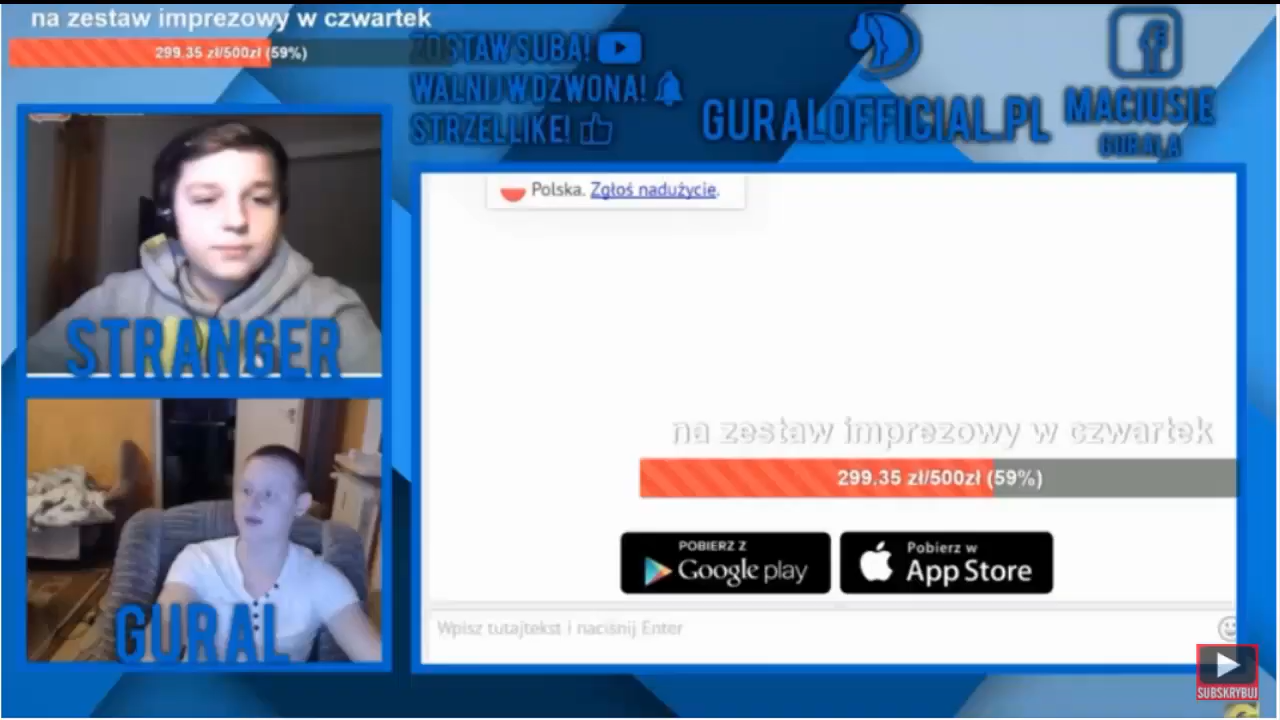 na zestaw imprezowy w czwartek
299.35 zł/500zł (59%)
ZOSTAW SUBA!
WALNIJ W DZWONA!
STRZEL LIKE!
GURALOFFICIAL.PL
MACIUSIE
GURALA
Polska. Zgłoś nadużycie.
STRANGER
na zestaw imprezowy w czwartek
299.35 zł/500zł (59%)
POBIERZ Z
Google play
Pobierz w
App Store
GURAL
Wpisz tutajtekst i naciśnij Enter
SUBSKRYBUJ